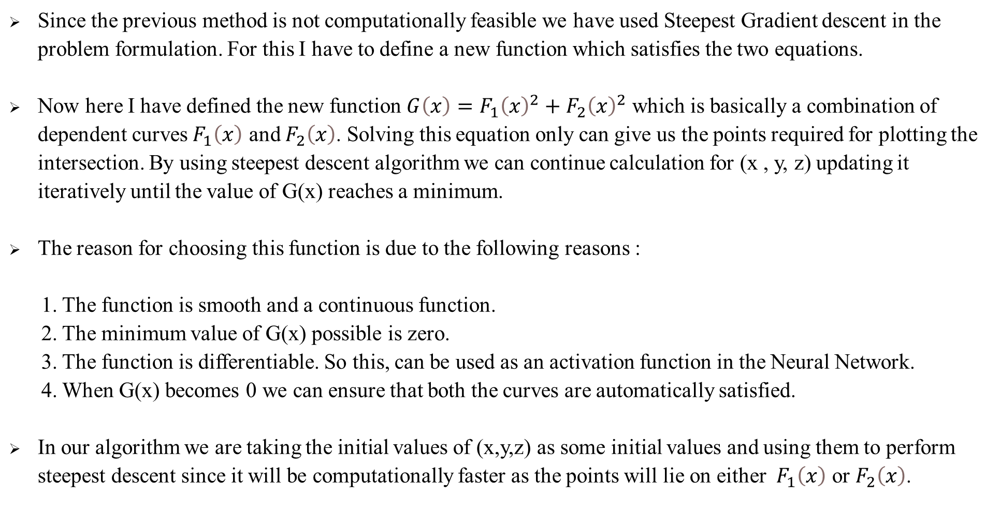 ➢ Since the previous method is not computationally feasible we have used Steepest Gradient descent in the
problem formulation. For this I have to define a new function which satisfies the two equations.
➢ Now here I have defined the new function G(x) = F₁(x)² + F₂(x)² which is basically a combination of
dependent curves F₁(x) and F₂(x). Solving this equation only can give us the points required for plotting the
intersection. By using steepest descent algorithm we can continue calculation for (x , y, z) updating it
iteratively until the value of G(x) reaches a minimum.
➢ The reason for choosing this function is due to the following reasons :
1. The function is smooth and a continuous function.
2. The minimum value of G(x) possible is zero.
3. The function is differentiable. So this, can be used as an activation function in the Neural Network.
4. When G(x) becomes 0 we can ensure that both the curves are automatically satisfied.
➢ In our algorithm we are taking the initial values of (x,y,z) as some initial values and using them to perform
steepest descent since it will be computationally faster as the points will lie on either F₁(x) or F₂(x).